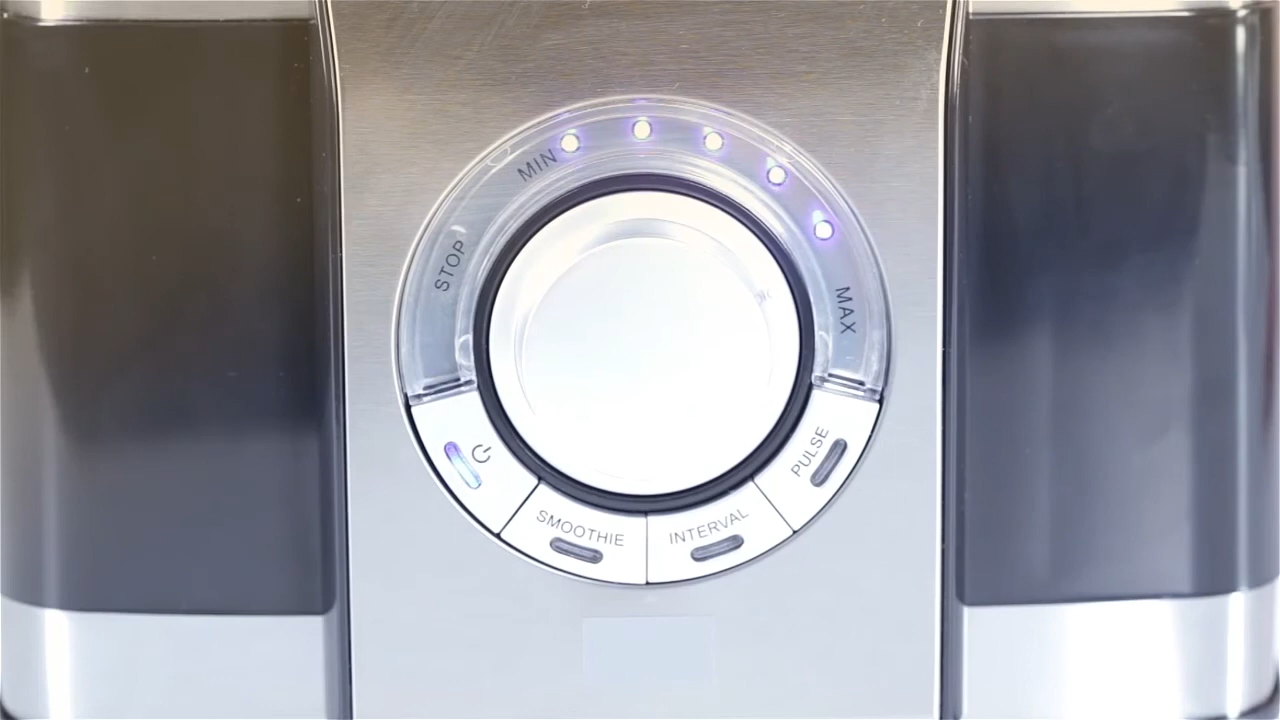 MIN
STOP
MAX
PULSE
SMOOTHIE
INTERVAL